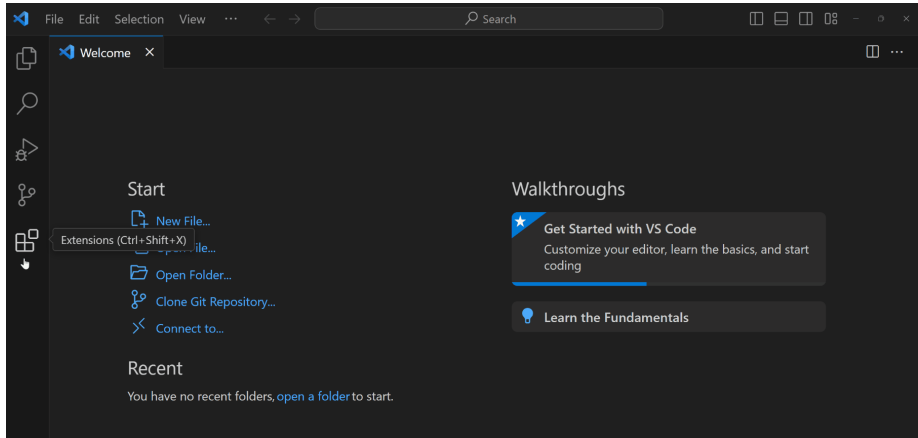 File Edit Selection View ··· Search
Welcome
Start
New File...
Extensions (Ctrl+Shift+X)
Open File...
Open Folder...
Clone Git Repository...
Connect to...
Recent
You have no recent folders, open a folder to start.
Walkthroughs
Get Started with VS Code
Customize your editor, learn the basics, and start
coding
Learn the Fundamentals